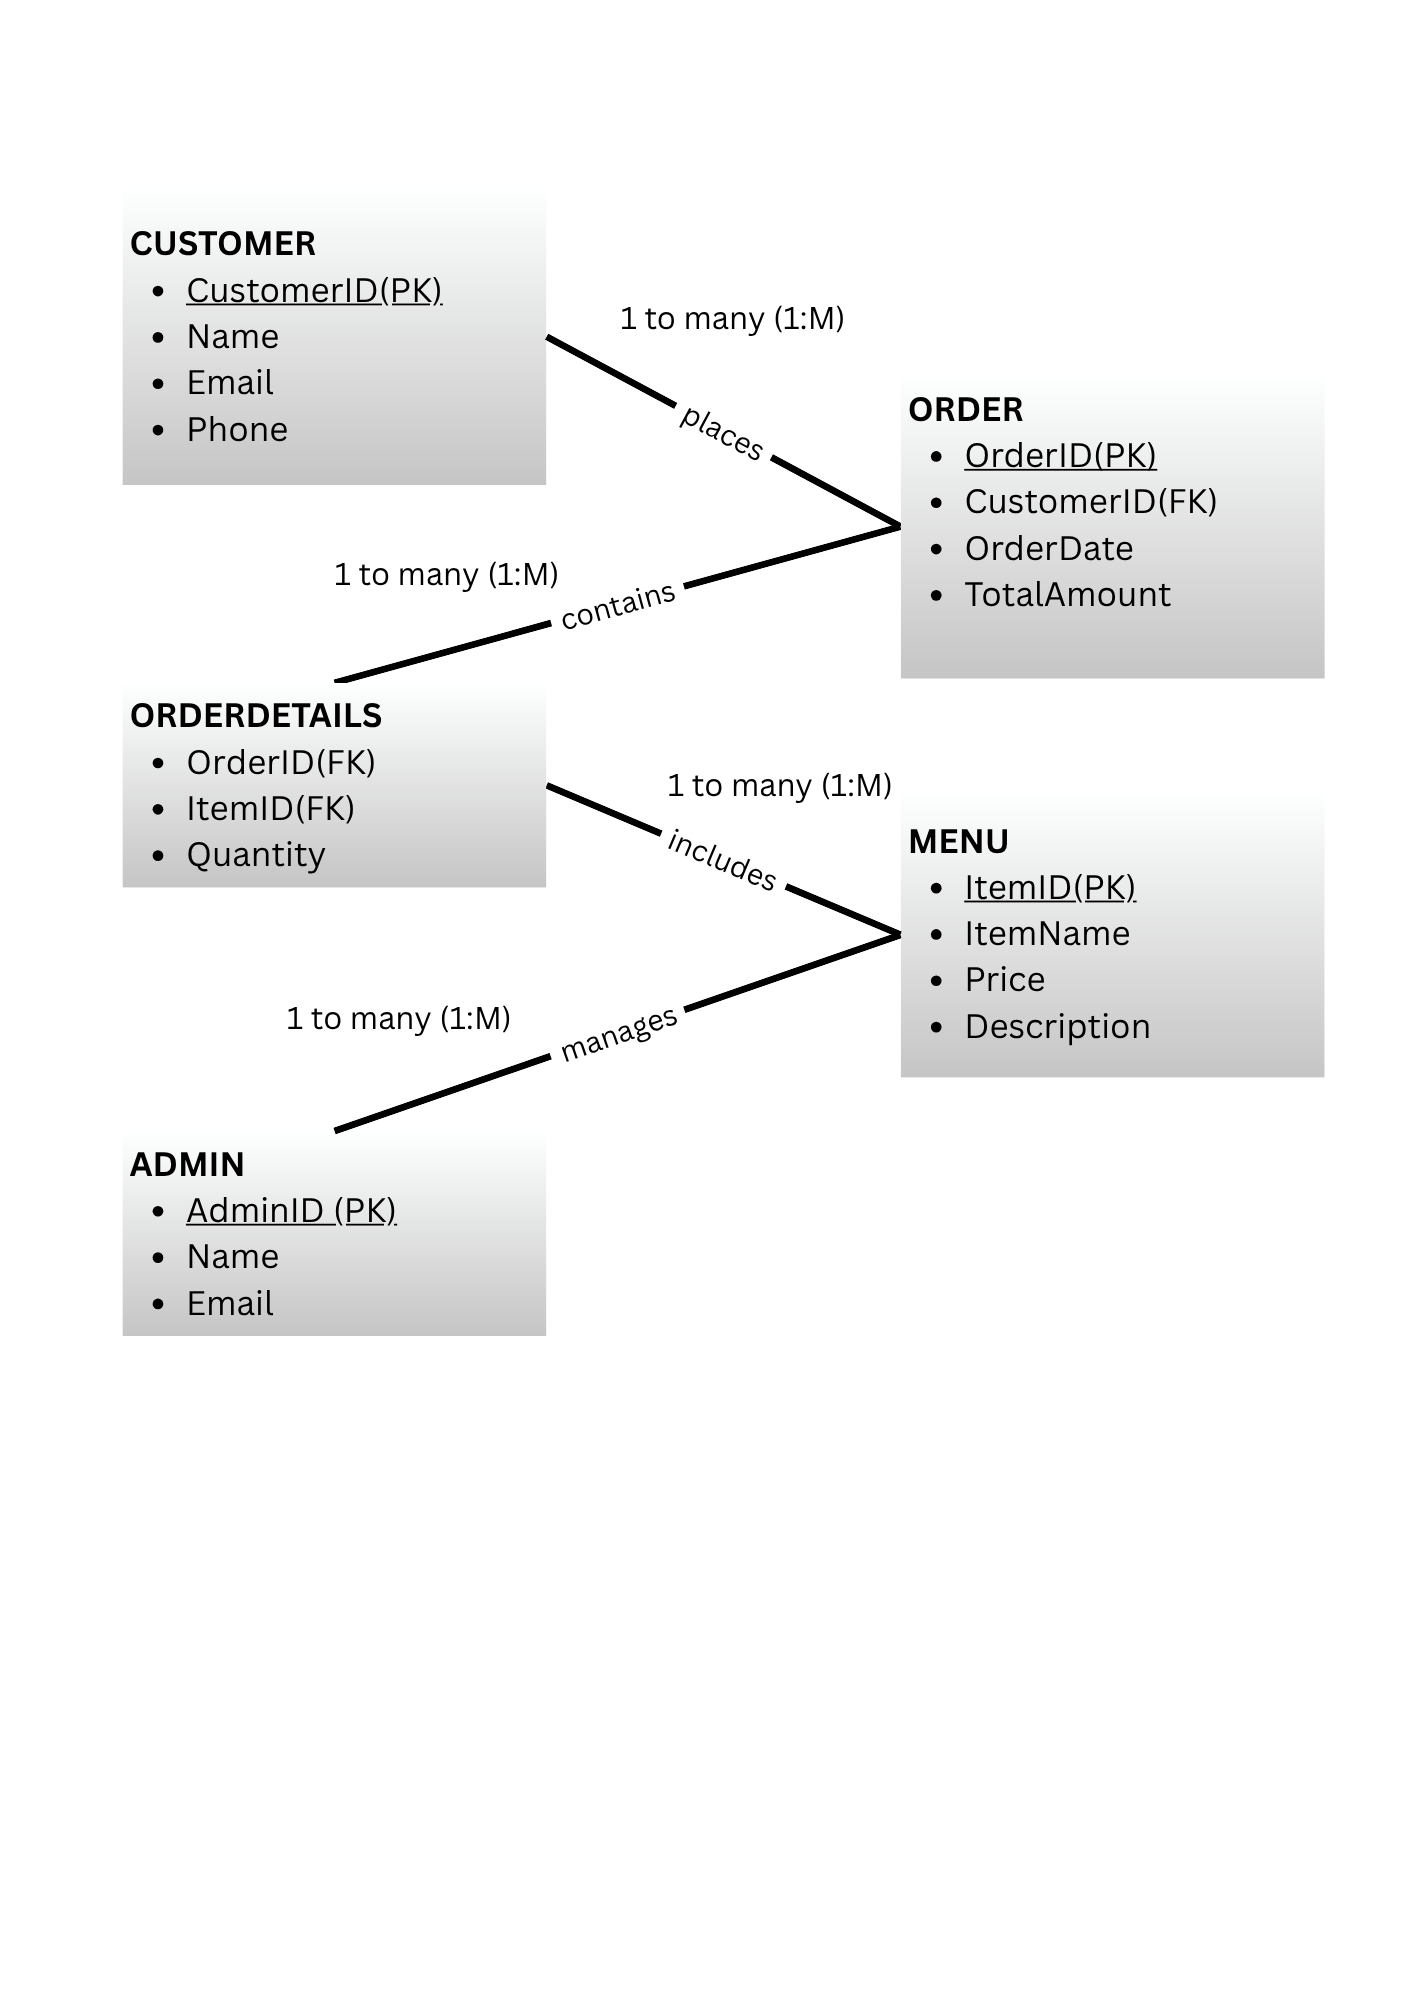 CUSTOMER
CustomerID(PK)
Name
Email
Phone
1 to many (1:M)
places
ORDER
OrderID(PK)
CustomerID(FK)
OrderDate
TotalAmount
1 to many (1:M)
contains
ORDERDETAILS
OrderID(FK)
ItemID(FK)
Quantity
1 to many (1:M)
includes
MENU
ItemID(PK)
ItemName
Price
Description
1 to many (1:M)
manages
ADMIN
AdminID (PK)
Name
Email